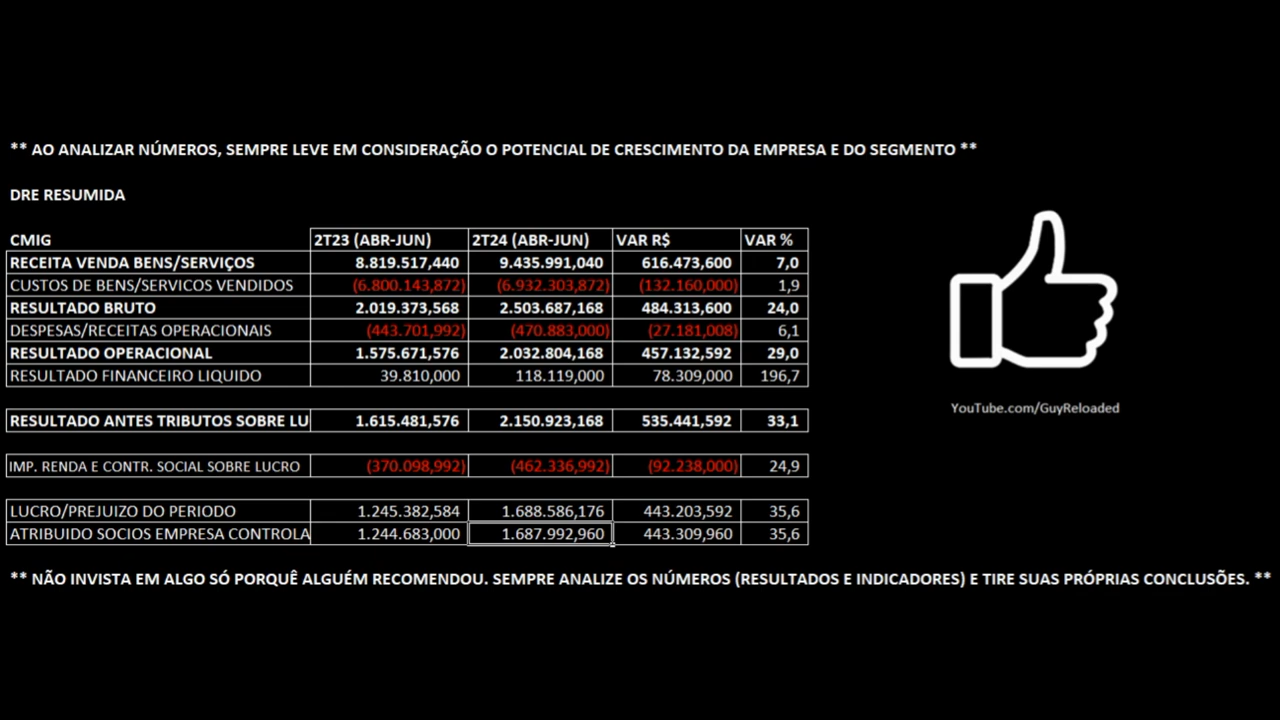 ** AO ANALIZAR NÚMEROS, SEMPRE LEVE EM CONSIDERAÇÃO O POTENCIAL DE CRESCIMENTO DA EMPRESA E DO SEGMENTO **
DRE RESUMIDA
CMIG 2T23 (ABR-JUN) 2T24 (ABR-JUN) VAR R$ VAR %
RECEITA VENDA BENS/SERVIÇOS 8.819.517,440 9.435.991,040 616.473,600 7,0
CUSTOS DE BENS/SERVICOS VENDIDOS (6.800.143,872) (6.932.303,872) (132.160,000) 1,9
RESULTADO BRUTO 2.019.373,568 2.503.687,168 484.313,600 24,0
DESPESAS/RECEITAS OPERACIONAIS (443.701,992) (470.883,000) (27.181,008) 6,1
RESULTADO OPERACIONAL 1.575.671,576 2.032.804,168 457.132,592 29,0
RESULTADO FINANCEIRO LIQUIDO 39.810,000 118.119,000 78.309,000 196,7
RESULTADO ANTES TRIBUTOS SOBRE LU 1.615.481,576 2.150.923,168 535.441,592 33,1
IMP. RENDA E CONTR. SOCIAL SOBRE LUCRO (370.098,992) (462.336,992) (92.238,000) 24,9
LUCRO/PREJUIZO DO PERIODO 1.245.382,584 1.688.586,176 443.203,592 35,6
ATRIBUIDO SOCIOS EMPRESA CONTROLA 1.244.683,000 1.687.992,960 443.309,960 35,6
YouTube.com/GuyReloaded
** NÃO INVISTA EM ALGO SÓ PORQUÊ ALGUÉM RECOMENDOU. SEMPRE ANALIZE OS NÚMEROS (RESULTADOS E INDICADORES) E TIRE SUAS PRÓPRIAS CONCLUSÕES. **